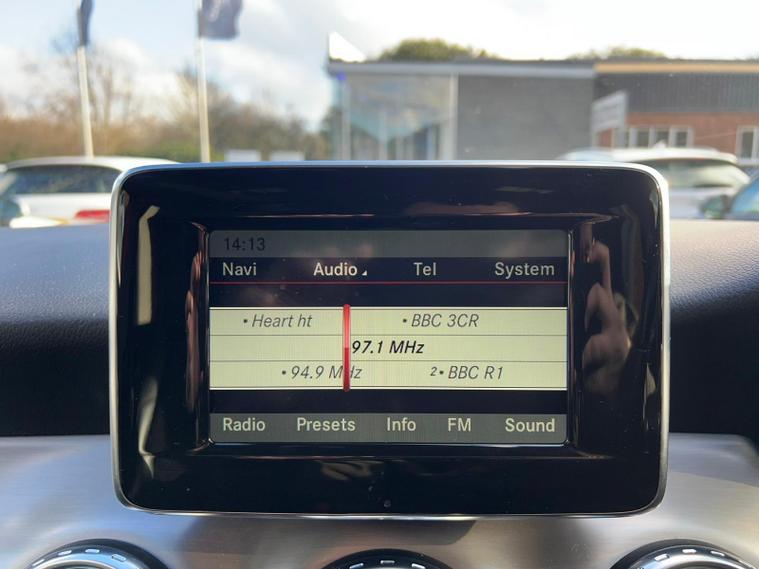 14:13
Navi Audio Tel System
• Heart ht • BBC 3CR
97.1 MHz
• 94.9 MHz 2• BBC R1
Radio Presets Info FM Sound